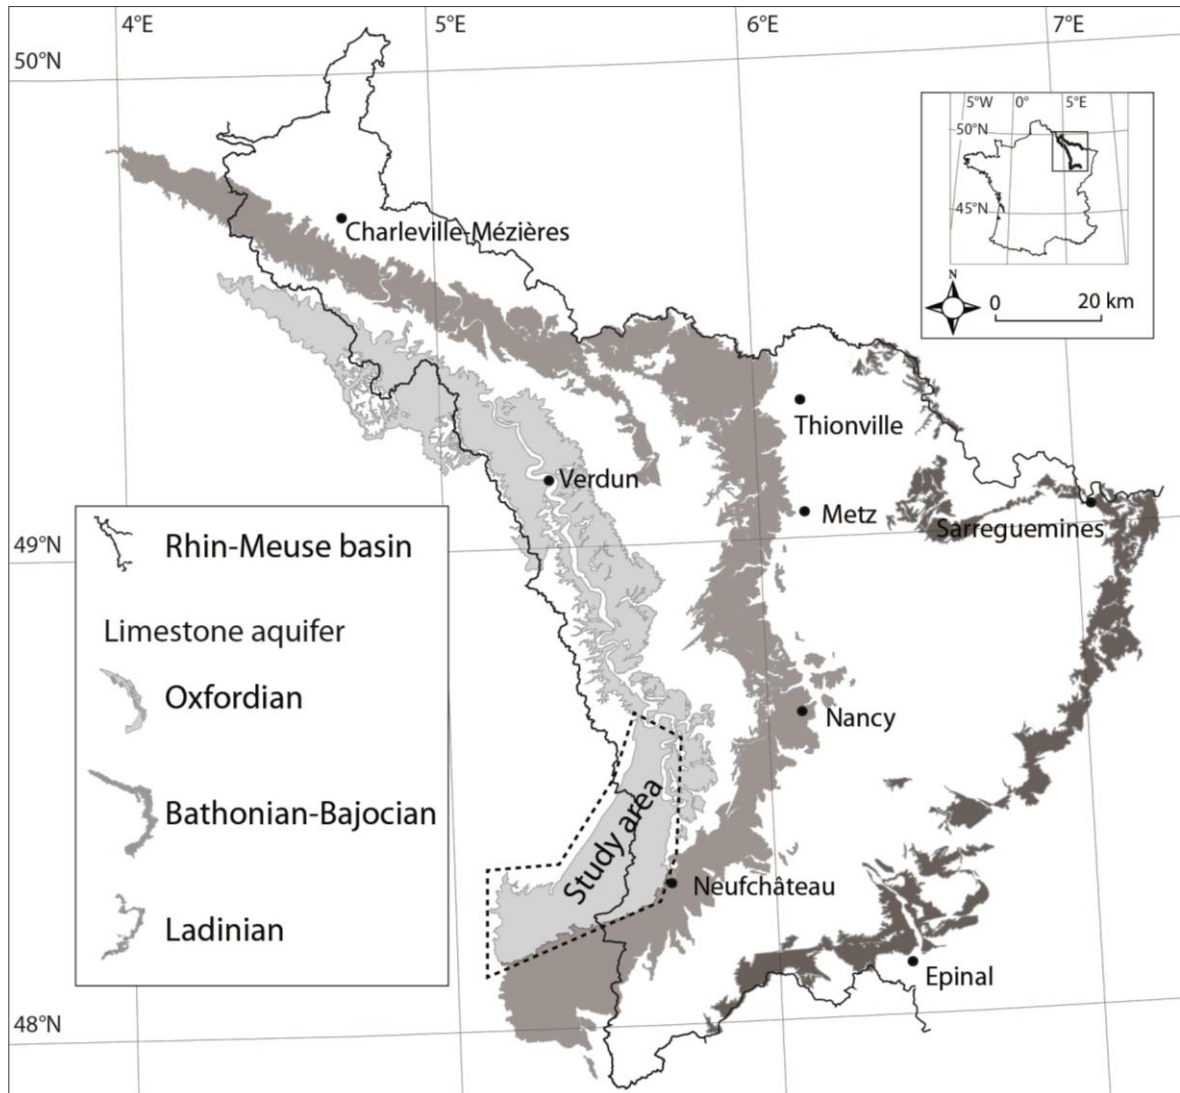 4°E
5°E
6°E
7°E
50°N
5°W
0°
5°E
50°N
45°N
N
0
20 km
Charleville-Mézières
Thionville
Verdun
Metz
Sarreguemines
49°N
Rhin-Meuse basin
Limestone aquifer
Oxfordian
Bathonian-Bajocian
Ladinian
Nancy
Study area
Neufchâteau
Epinal
48°N